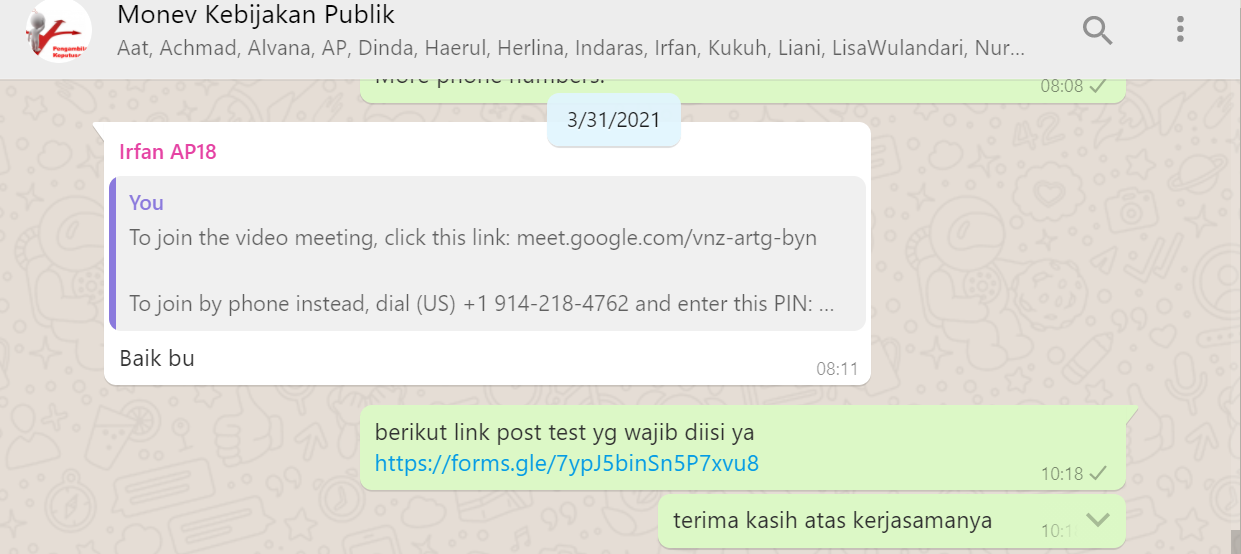 Monev Kebijakan Publik
Aat, Achmad, Alvana, AP, Dinda, Haerul, Herlina, Indaras, Irfan, Kukuh, Liani, LisaWulandari, Nur...
More phone numbers:
08:08
3/31/2021
Irfan AP18
You
To join the video meeting, click this link: meet.google.com/vnz-artg-byn
To join by phone instead, dial (US) +1 914-218-4762 and enter this PIN: ...
Baik bu
08:11
berikut link post test yg wajib diisi ya
https://forms.gle/7ypJ5binSn5P7xvu8
10:18
terima kasih atas kerjasamanya